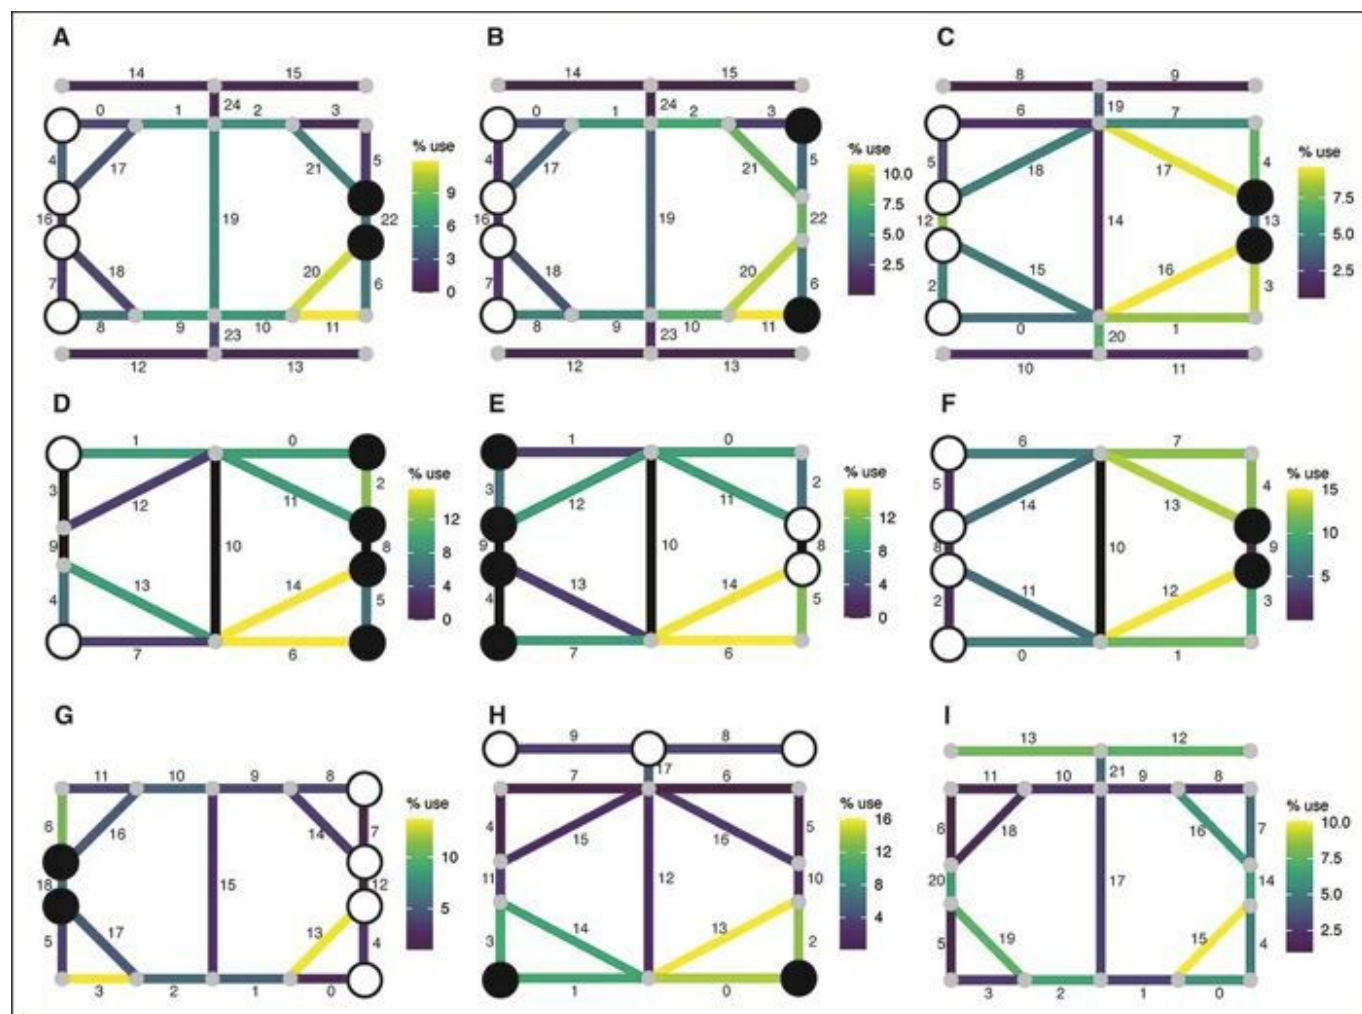 A B C
14 15 14 15 8 9
24 24 19
0 1 2 3 0 1 2 3 6 7
% use % use % use
4 17 21 5 4 17 21 5 5 18 17 4
9 10.0 7.5
16 19 22 16 19 22 12 14 13
6 7.5 5.0
3 5.0 2.5
0 2.5
7 18 20 6 7 18 20 6 2 15 16 3
8 9 10 11 8 9 10 11 0 1
23 23 20
12 13 12 13 10 11
D E F
1 0 1 0 6 7
% use % use % use
3 12 11 2 3 12 11 2 5 14 13 4
12 12 15
9 10 8 9 10 8 8 10 9
8 8 10
4 4 5
0 0
4 13 14 5 4 13 14 5 2 11 12 3
7 6 7 6 0 1
G H I
9 8 13 12
17 21
11 10 9 8 7 6 11 10 9 8
% use % use % use
6 16 14 7 4 15 16 5 6 18 16 7
10 16 10.0
18 15 12 11 12 10 20 17 14
5 12 7.5
8 5.0
4 2.5
5 17 13 4 3 14 13 2 5 19 15 4
3 2 1 0 1 0 3 2 1 0